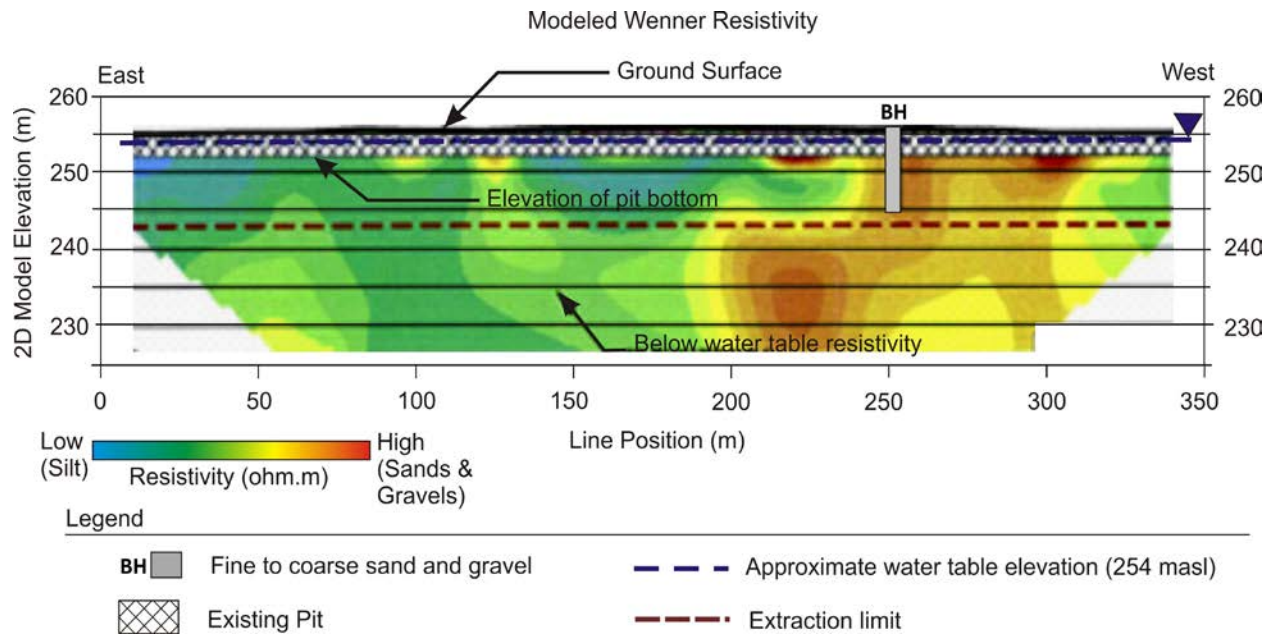 Modeled Wenner Resistivity
East
Ground Surface
West
260
260
BH
250
250
Elevation of pit bottom
240
240
230
230
Below water table resistivity
2D Model Elevation (m)
0
50
100
150
200
250
300
350
Line Position (m)
Low
(Silt)
High
(Sands &
Gravels)
Resistivity (ohm.m)
Legend
BH
Fine to coarse sand and gravel
Approximate water table elevation (254 masl)
Existing Pit
Extraction limit